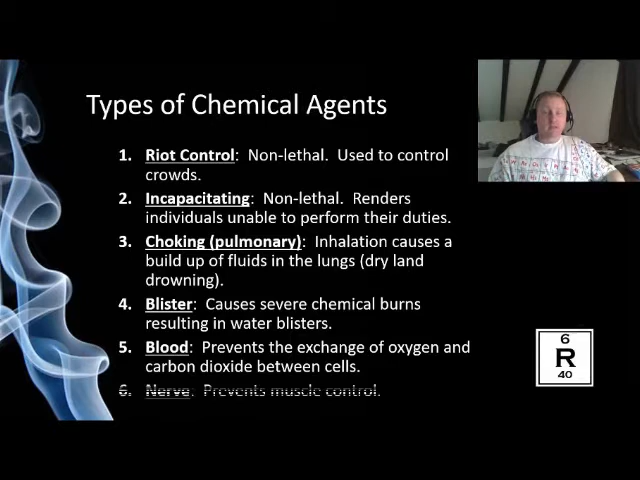 Types of Chemical Agents
1. Riot Control: Non-lethal. Used to control
crowds.
2. Incapacitating: Non-lethal. Renders
individuals unable to perform their duties.
3. Choking (pulmonary): Inhalation causes a
build up of fluids in the lungs (dry land
drowning).
4. Blister: Causes severe chemical burns
resulting in water blisters.
5. Blood: Prevents the exchange of oxygen and
carbon dioxide between cells.
6. Nerve: Prevents muscle control.
6
R
40